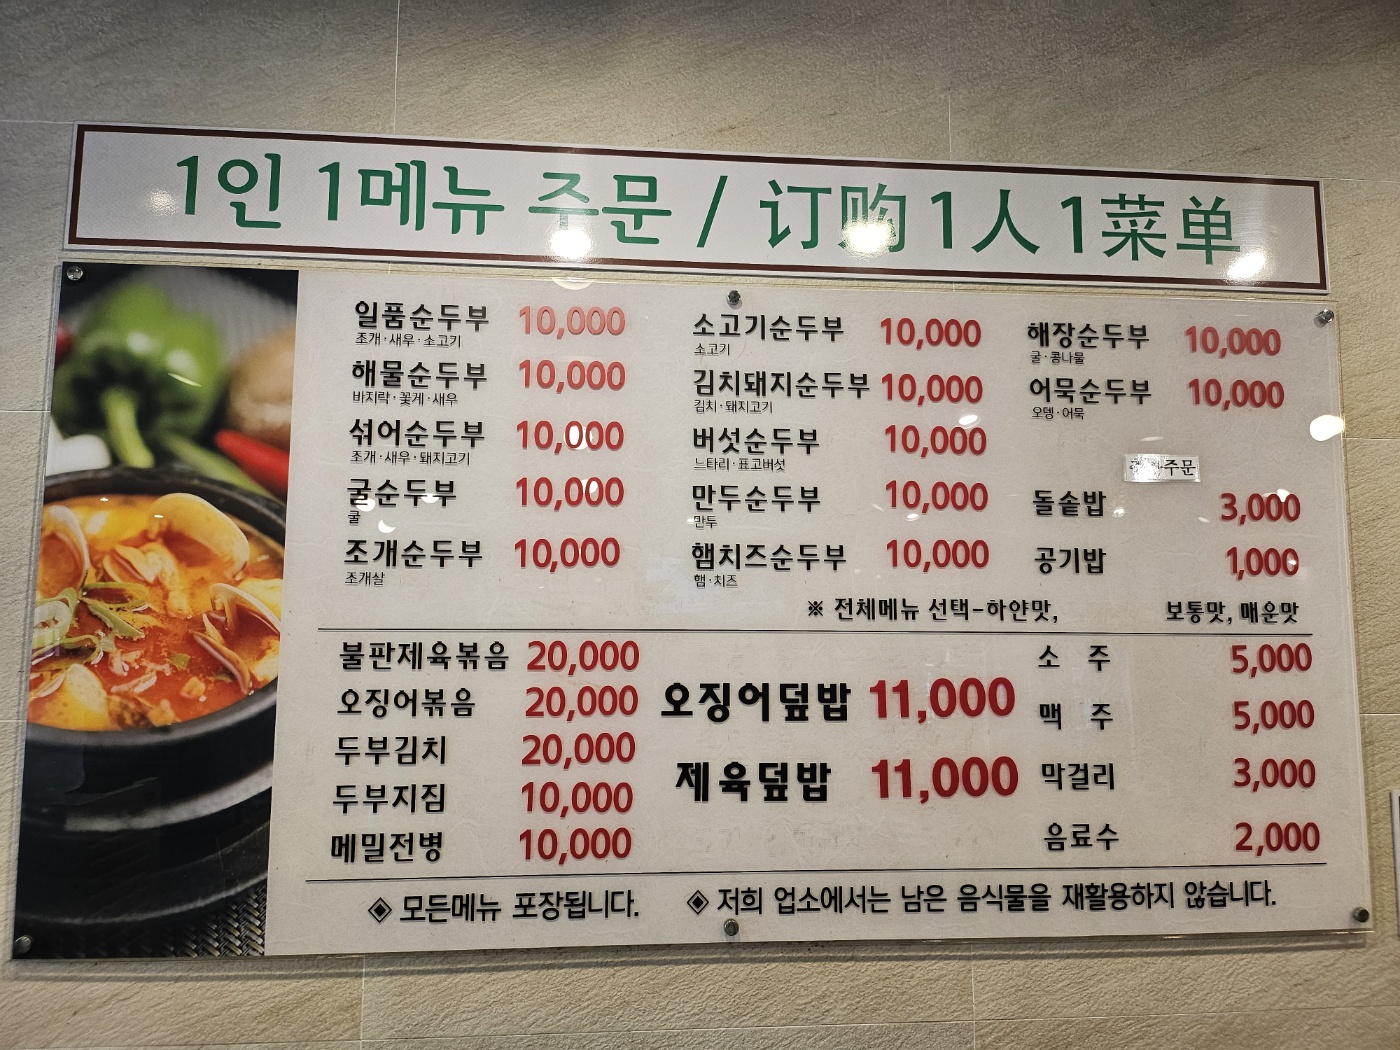 1인 1메뉴 주문 / 订购 1人 1菜单
일품순두부 10,000
조개·새우·소고기
해물순두부 10,000
바지락·꽃게·새우
섞어순두부 10,000
조개·새우·돼지고기
굴순두부 10,000
굴
조개순두부 10,000
조개살
소고기순두부 10,000
소고기
김치돼지순두부 10,000
김치·돼지고기
버섯순두부 10,000
느타리·표고버섯
만두순두부 10,000
만두
햄치즈순두부 10,000
햄·치즈
해장순두부 10,000
굴·콩나물
어묵순두부 10,000
오뎅·어묵
주문
돌솥밥 3,000
공기밥 1,000
※ 전체메뉴 선택-하얀맛, 보통맛, 매운맛
불판제육볶음 20,000
오징어볶음 20,000
두부김치 20,000
두부지짐 10,000
메밀전병 10,000
오징어덮밥 11,000
제육덮밥 11,000
소 주 5,000
맥 주 5,000
막걸리 3,000
음료수 2,000
◈ 모든메뉴 포장됩니다. ◈ 저희 업소에서는 남은 음식물을 재활용하지 않습니다.